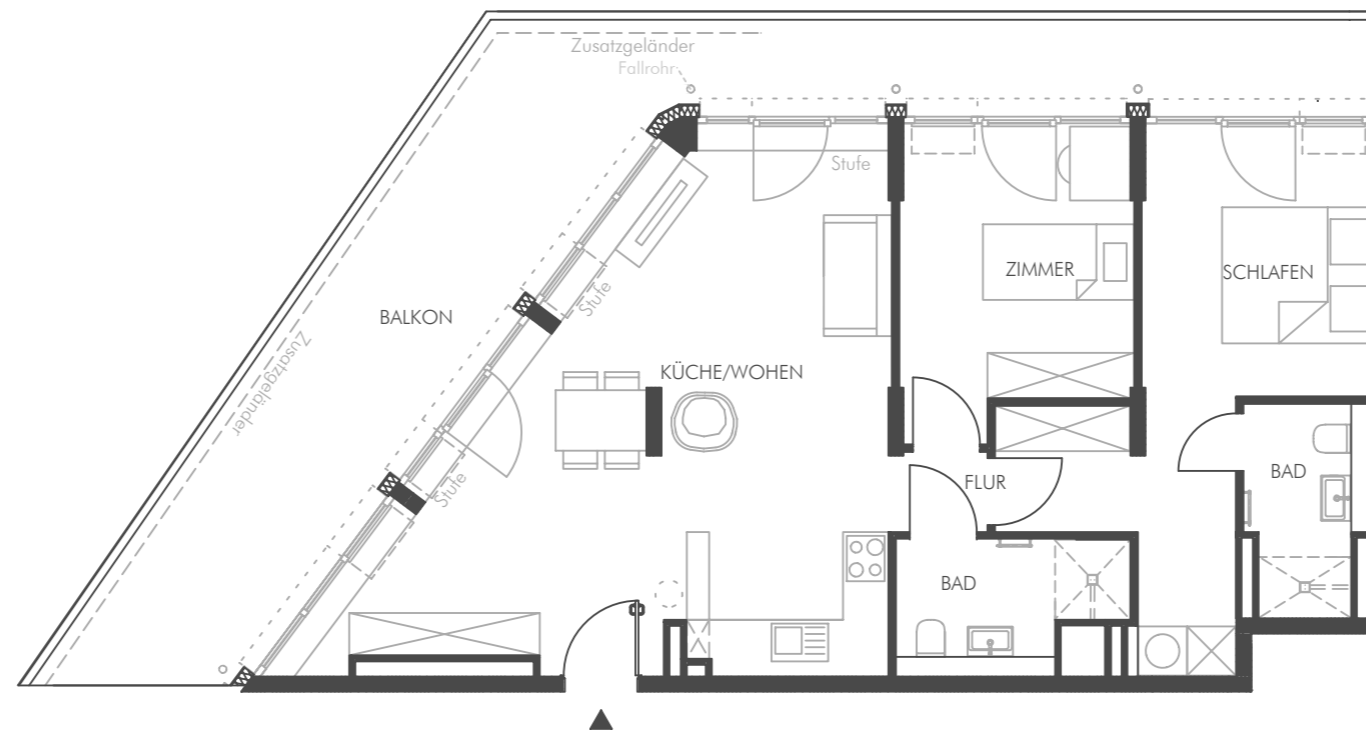 Zusatzgeländer
Fallrohr
Stufe
ZIMMER
SCHLAFEN
Stufe
BALKON
Zusatzgeländer
KÜCHE/WOHEN
BAD
FLUR
Stufe
BAD